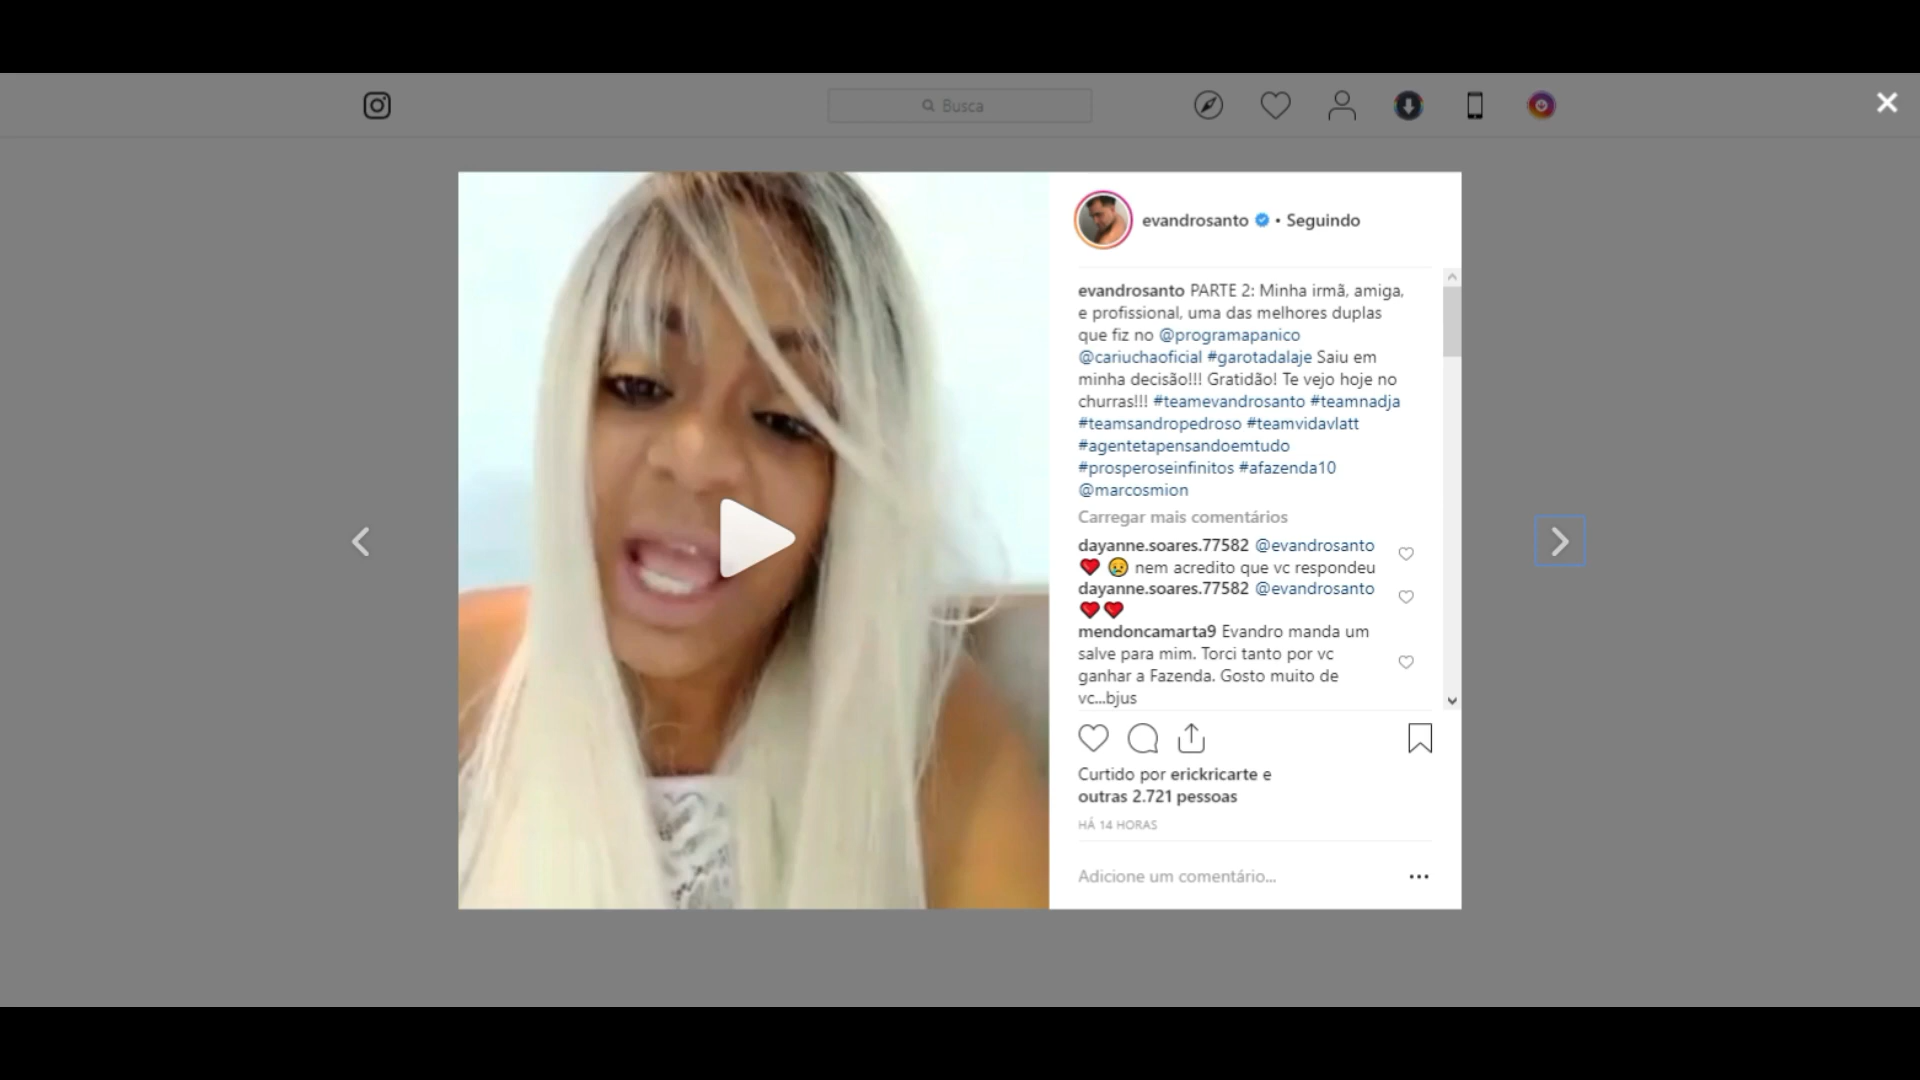 Busca
evandrosanto • Seguindo
evandrosanto PARTE 2: Minha irmã, amiga,
e profissional, uma das melhores duplas
que fiz no @programapanico
@cariuchaoficial #garotadalaje Saiu em
minha decisão!!! Gratidão! Te vejo hoje no
churras!!! #teamevandrosanto #teamnadja
#teamsandropedroso #teamvidavlatt
#agentetapensandoemtudo
#prosperoseinfinitos #afazenda10
@marcosmion
Carregar mais comentários
dayanne.soares.77582 @evandrosanto
❤️ 😢 nem acredito que vc respondeu
dayanne.soares.77582 @evandrosanto
❤️❤️
mendoncamarta9 Evandro manda um
salve para mim. Torci tanto por vc
ganhar a Fazenda. Gosto muito de
vc...bjus
Curtido por erickricarte e
outras 2.721 pessoas
HÁ 14 HORAS
Adicione um comentário...